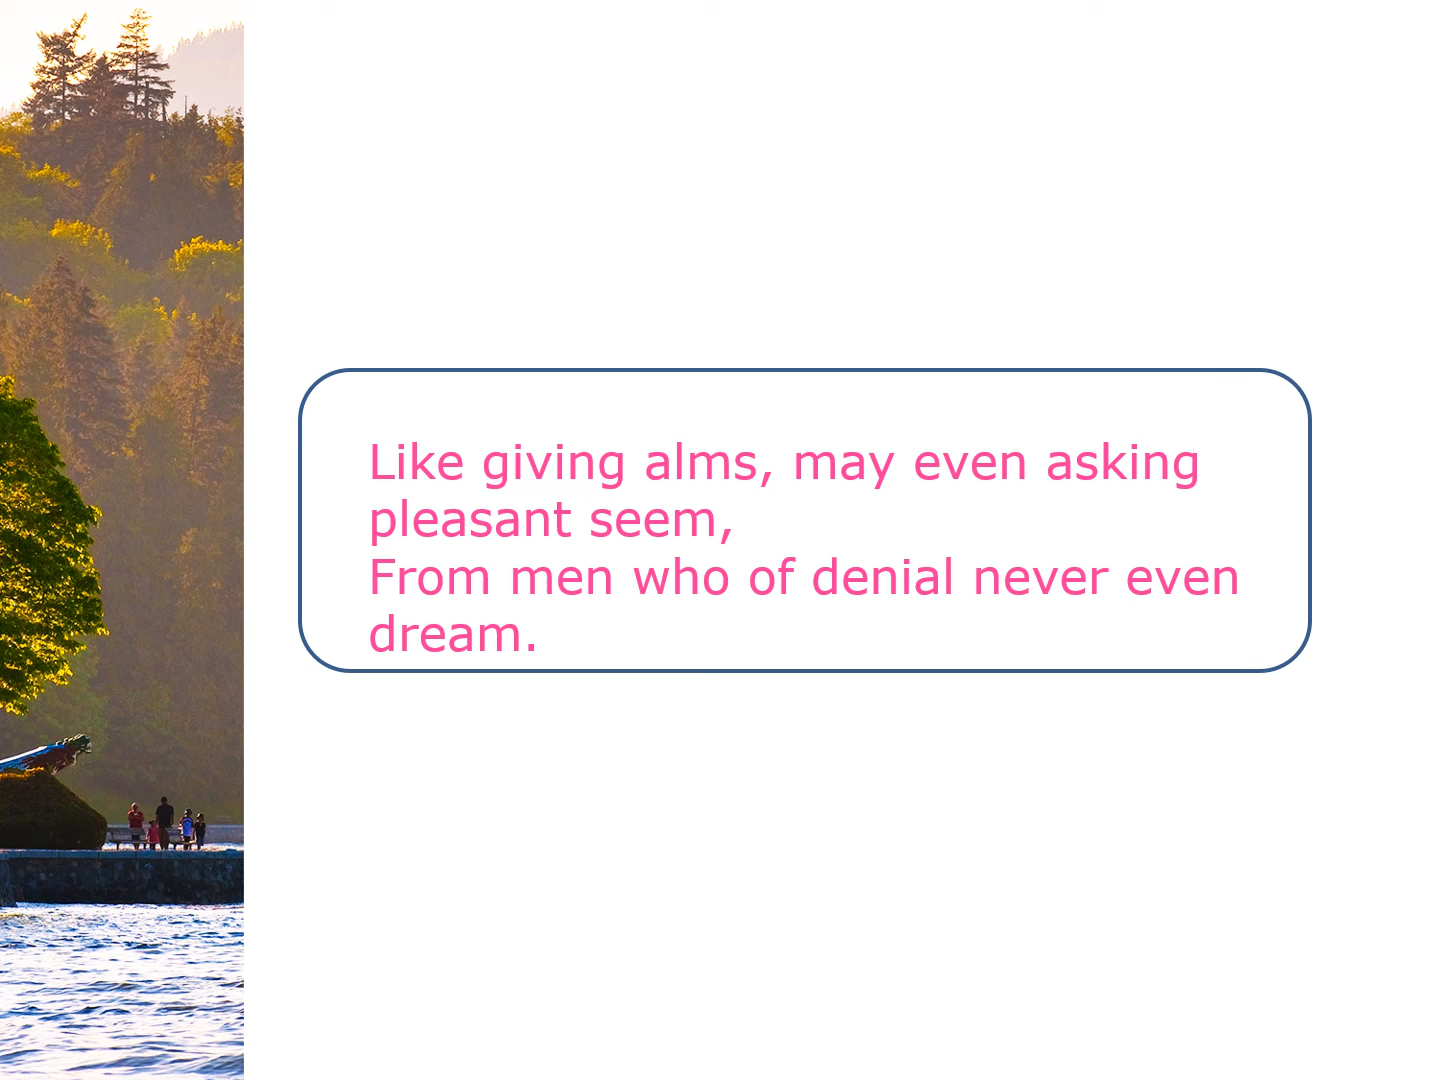 Like giving alms, may even asking
pleasant seem,
From men who of denial never even
dream.